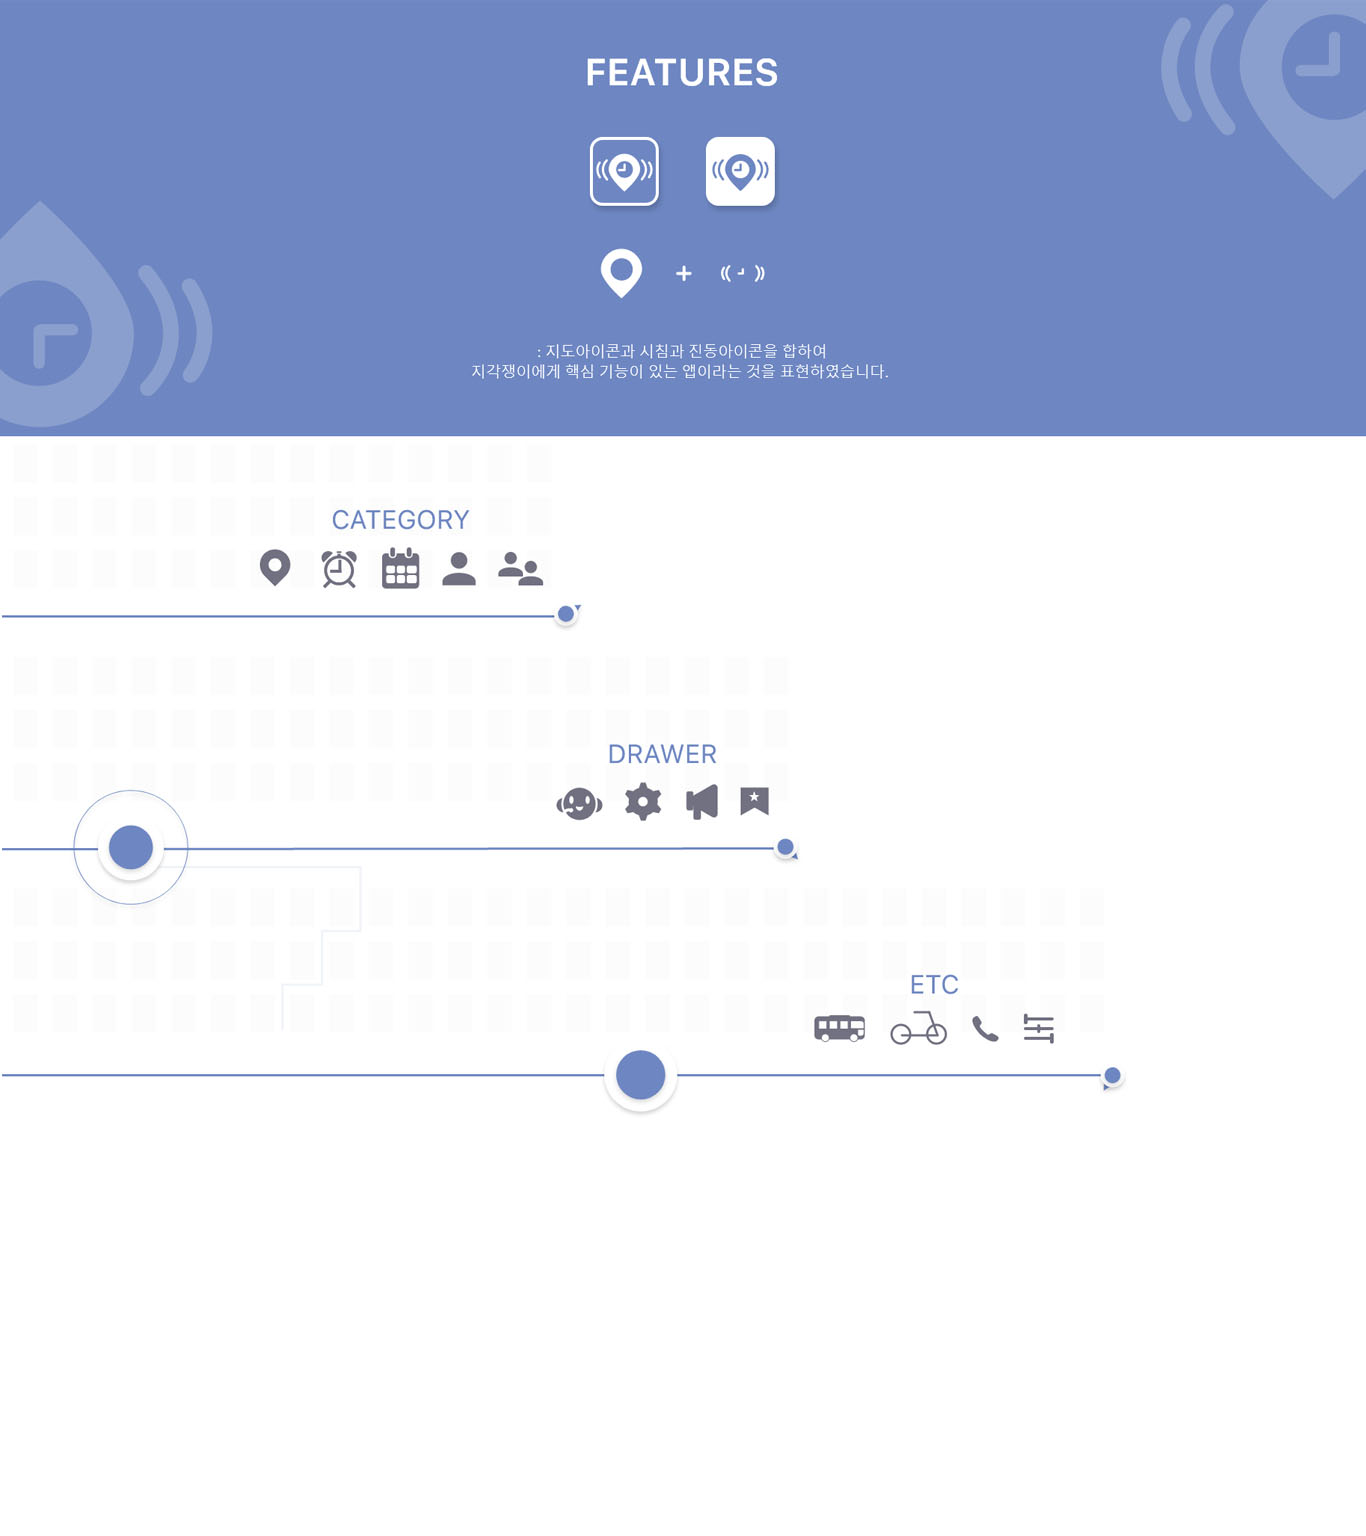 FEATURES
: 지도아이콘과 시침과 진동아이콘을 합하여
지각쟁이에게 핵심 기능이 있는 앱이라는 것을 표현하였습니다.
CATEGORY
DRAWER
ETC